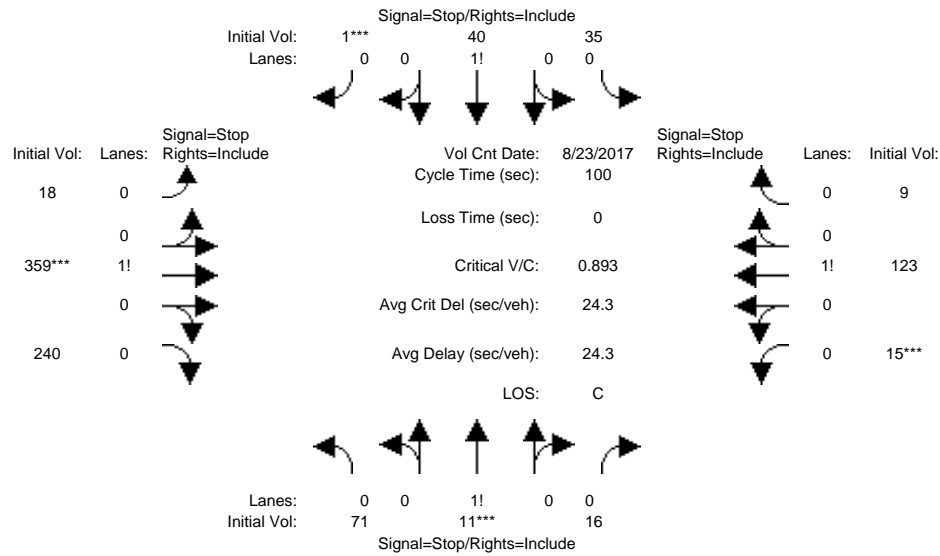 Signal=Stop/Rights=Include
Initial Vol: 1*** 40 35
Lanes: 0 0 1! 0 0
Signal=Stop Signal=Stop
Initial Vol: Lanes: Rights=Include Vol Cnt Date: 8/23/2017 Rights=Include Lanes: Initial Vol:
Cycle Time (sec): 100
18 0 0 9
Loss Time (sec): 0
0 0
359*** 1! Critical V/C: 0.893 1! 123
0 Avg Crit Del (sec/veh): 24.3 0
240 0 Avg Delay (sec/veh): 24.3 0 15***
LOS: C
Lanes: 0 0 1! 0 0
Initial Vol: 71 11*** 16
Signal=Stop/Rights=Include